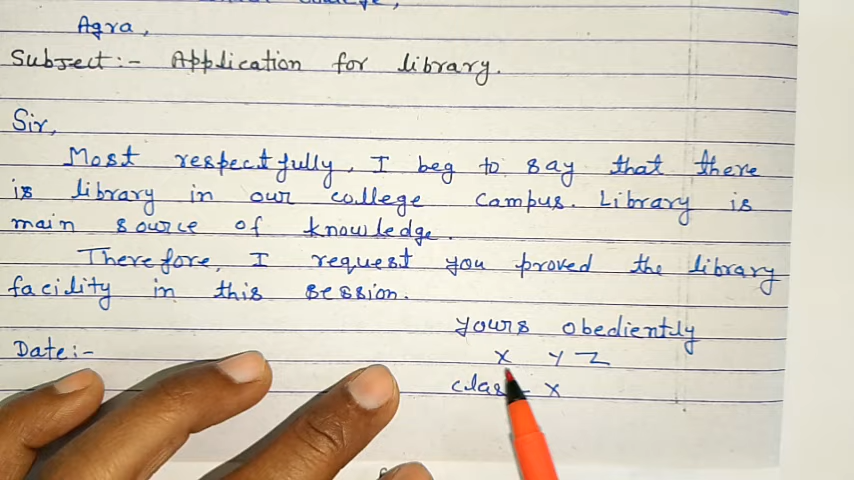 Agra,
Subject:- Application for library.
Sir,
Most respectfully, I beg to say that there
is library in our college campus. Library is
main source of knowledge.
Therefore, I request you proved the library
facility in this session.
Yours obediently
Date:-
X Y Z
class - X